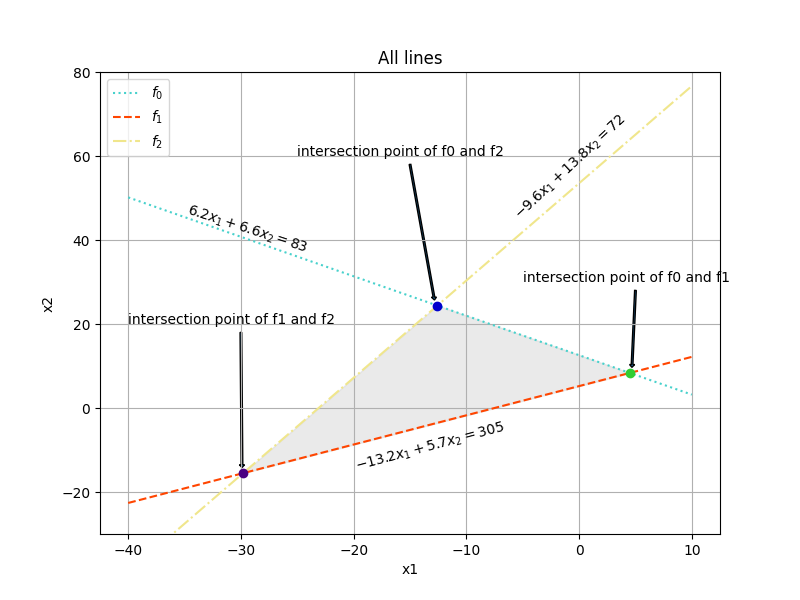 All lines
f₀
f₁
f₂
80
60
40
20
0
−20
x2
−40
−30
−20
−10
0
10
x1
intersection point of f0 and f2
−9.6x₁ + 13.8x₂ = 72
6.2x₁ + 6.6x₂ = 83
intersection point of f0 and f1
intersection point of f1 and f2
−13.2x₁ + 5.7x₂ = 305